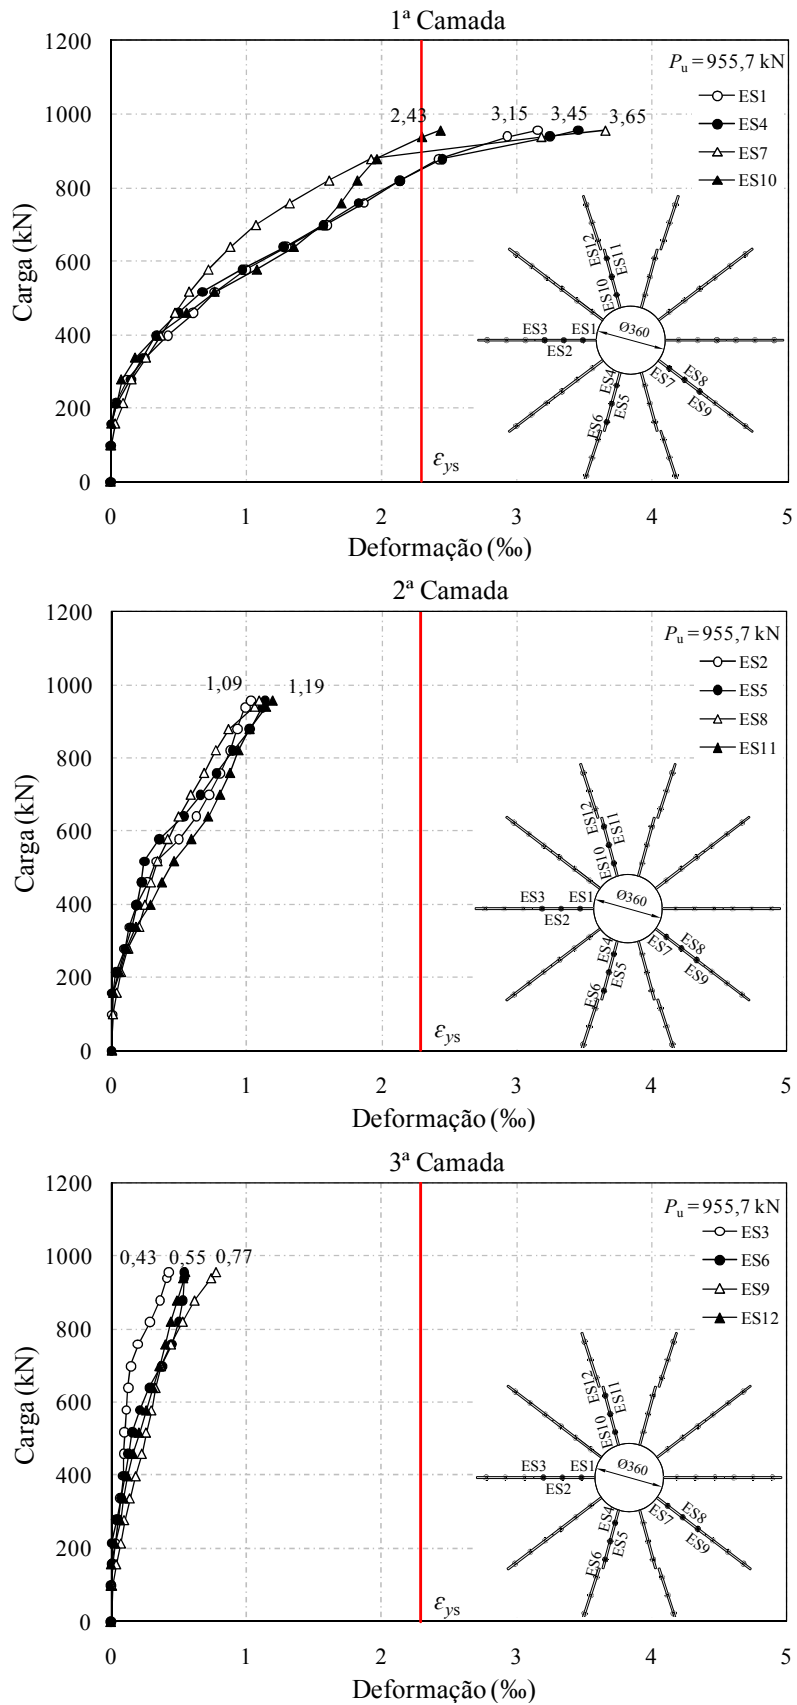 1ª Camada
1200
1000
800
600
400
200
0
Carga (kN)
P_u = 955,7 kN
ES1
ES4
ES7
ES10
2,43
3,15
3,45
3,65
ES12
ES11
ES10
ES3
ES1
ES2
Ø360
ES4
ES5
ES6
ES7
ES8
ES9
ε_ys
0 1 2 3 4 5
Deformação (‰)
2ª Camada
1200
1000
800
600
400
200
0
Carga (kN)
P_u = 955,7 kN
ES2
ES5
ES8
ES11
1,09
1,19
ES12
ES11
ES10
ES3
ES1
ES2
Ø360
ES4
ES5
ES6
ES7
ES8
ES9
ε_ys
0 1 2 3 4 5
Deformação (‰)
3ª Camada
1200
1000
800
600
400
200
0
Carga (kN)
P_u = 955,7 kN
ES3
ES6
ES9
ES12
0,43
0,55
0,77
ES12
ES11
ES10
ES3
ES1
ES2
Ø360
ES4
ES5
ES6
ES7
ES8
ES9
ε_ys
0 1 2 3 4 5
Deformação (‰)